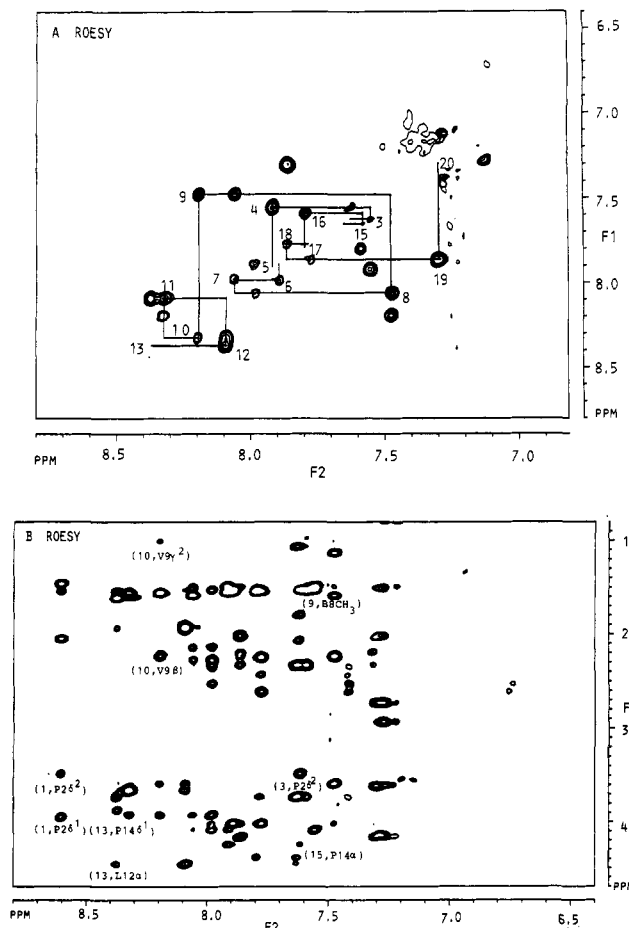 A ROESY
6.5
7.0
20
9
7.5
4
16
3
15
F1
18
17
7
5
6
8.0
19
8
11
10
13
12
8.5
PPM
PPM
8.5
8.0
7.5
7.0
F2
B ROESY
1
(10,V9γ²)
(9,B8CH₃)
2
(10,V9β)
F
3
(1,P2δ²)
(3,P2δ²)
(1,P2δ¹)(13,P14δ¹)
4
(15,P14α)
(13,L12α)
PPM
PPM
8.5
8.0
7.5
7.0
6.5
F2